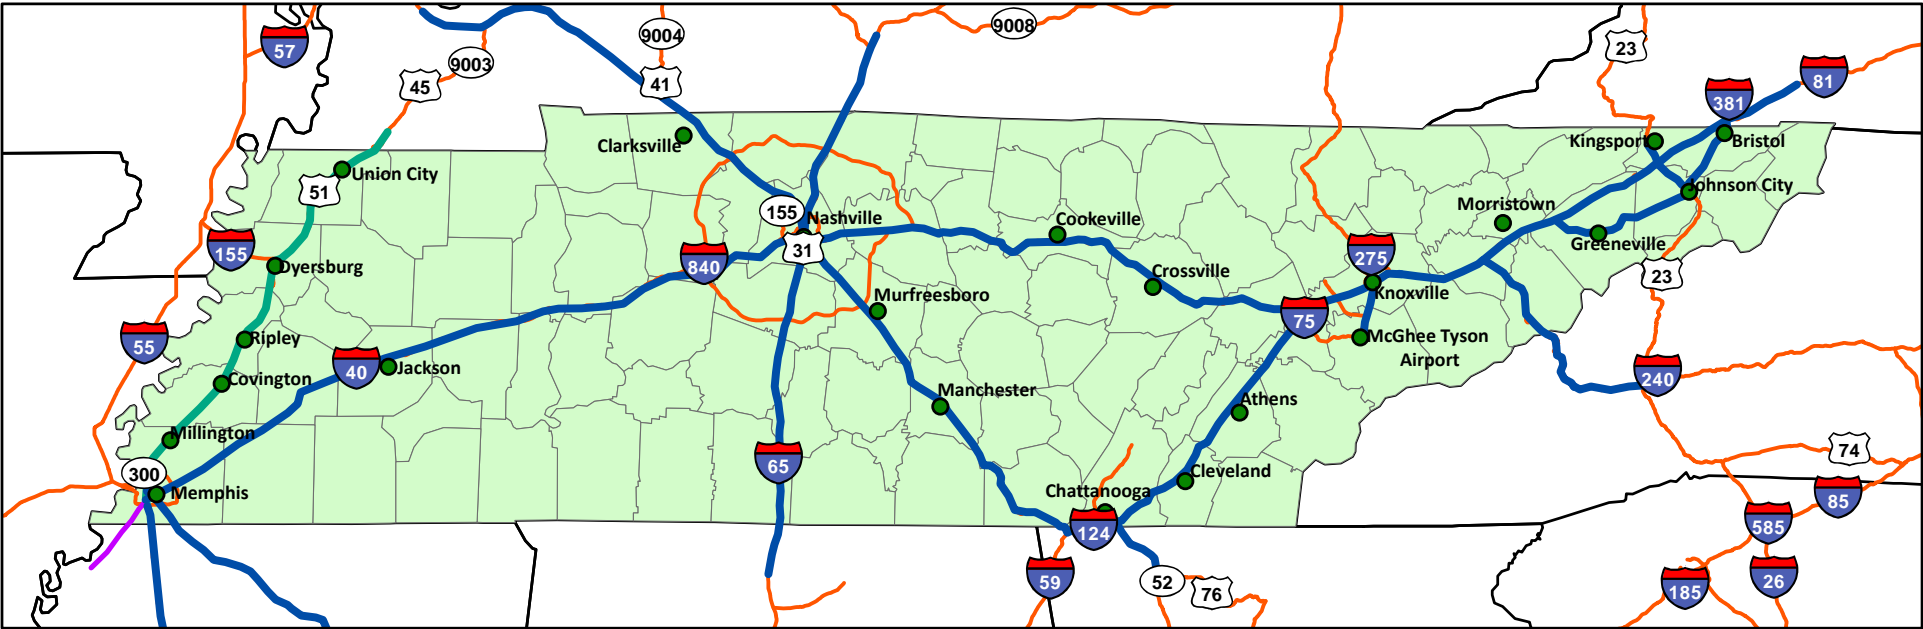 57
9003
45
9004
41
9008
23
381
81
Clarksville
Kingsport
Bristol
Union City
51
Johnson City
155
Nashville
31
Cookeville
Morristown
Greeneville
155
Dyersburg
840
275
23
Crossville
Knoxville
Murfreesboro
75
McGhee Tyson
Airport
55
Ripley
40
Jackson
Covington
240
Manchester
Athens
Millington
65
74
300
Memphis
Cleveland
Chattanooga
124
85
585
59
52
76
185
26